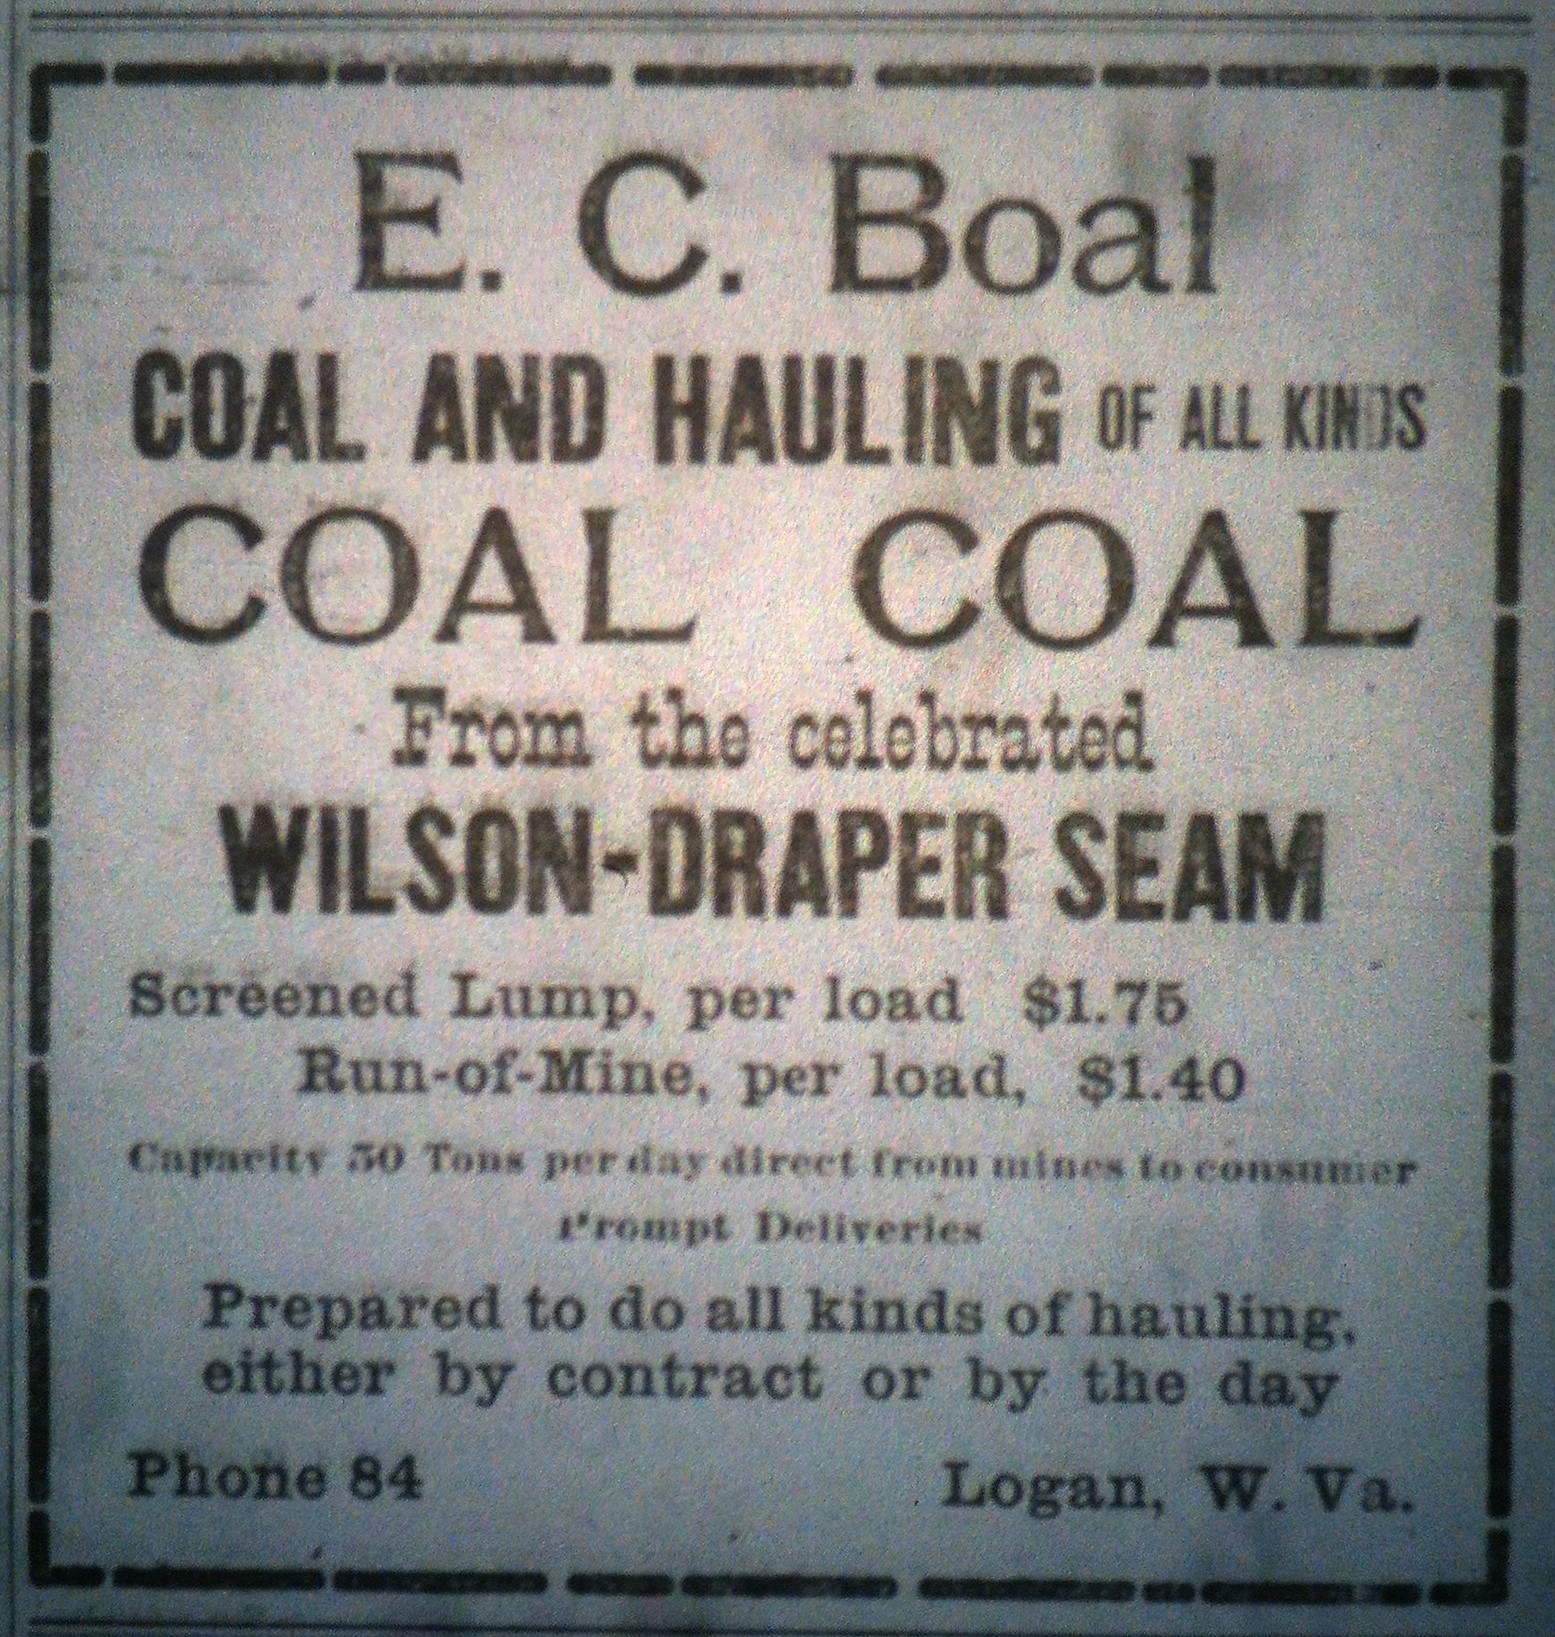 E. C. Boal
COAL AND HAULING OF ALL KINDS
COAL COAL
From the celebrated
WILSON-DRAPER SEAM
Screened Lump, per load $1.75
Run-of-Mine, per load, $1.40
Capacity 50 Tons per day direct from mines to consumer
Prompt Deliveries
Prepared to do all kinds of hauling,
either by contract or by the day
Phone 84 Logan, W. Va.